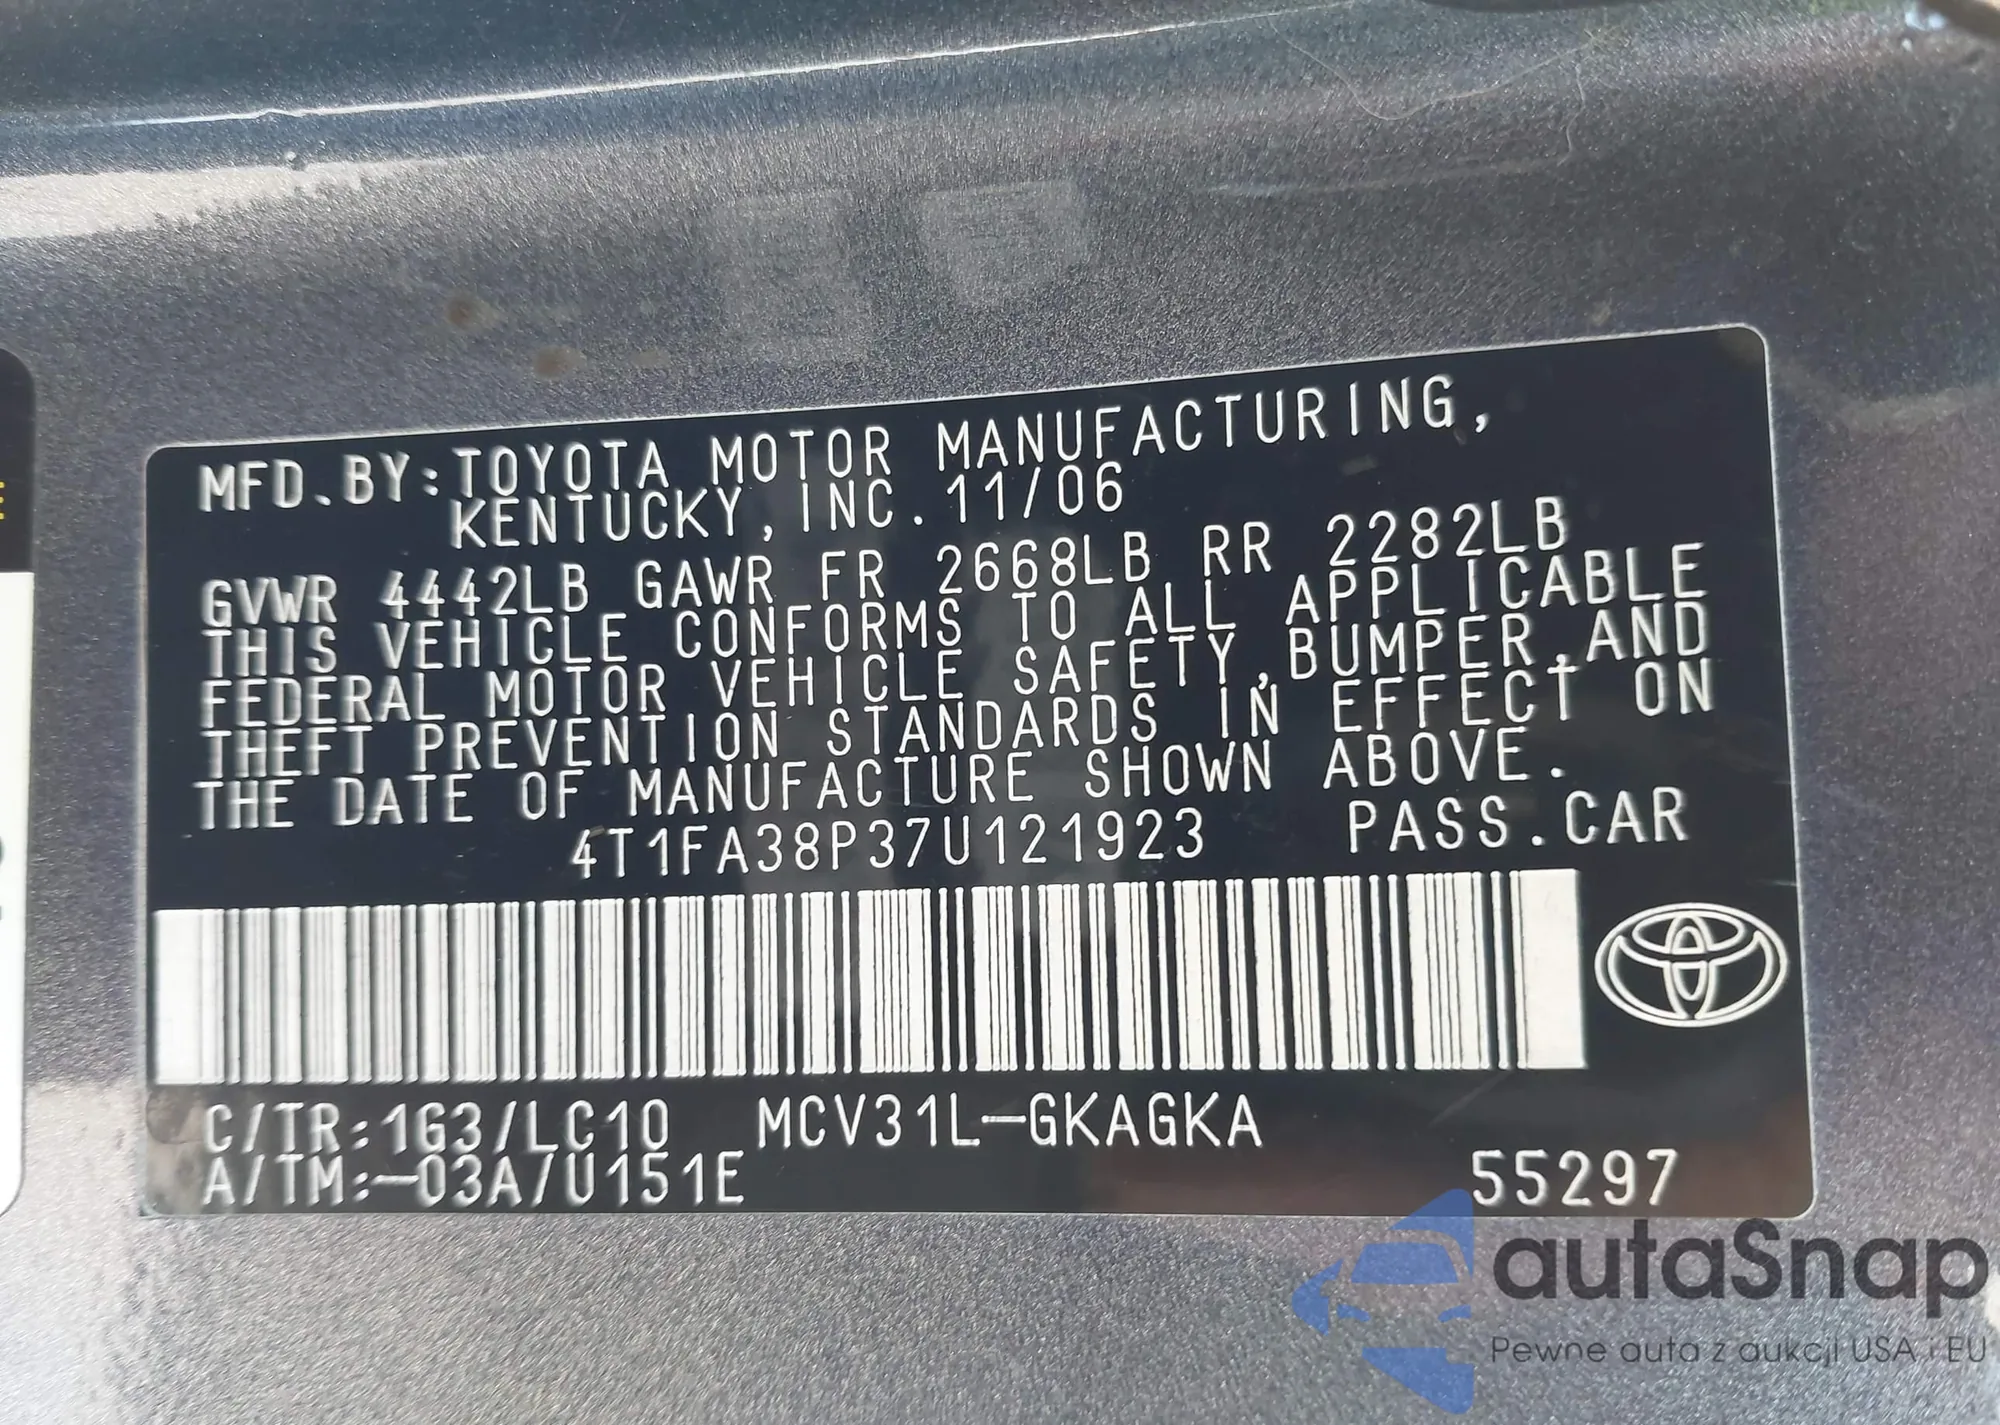 MFD.BY:TOYOTA MOTOR MANUFACTURING,
KENTUCKY,INC.11/06
GVWR 4442LB GAWR FR 2668LB RR 2282LB
THIS VEHICLE CONFORMS TO ALL APPLICABLE
FEDERAL MOTOR VEHICLE SAFETY,BUMPER,AND
THEFT PREVENTION STANDARDS IN EFFECT ON
THE DATE OF MANUFACTURE SHOWN ABOVE.
4T1FA38P37U121923 PASS.CAR
C/TR:1G3/LC10 MCV31L-GKAGKA
A/TM:-03A/U151E 55297
autaSnap
Pewne auta z aukcji USA i EU